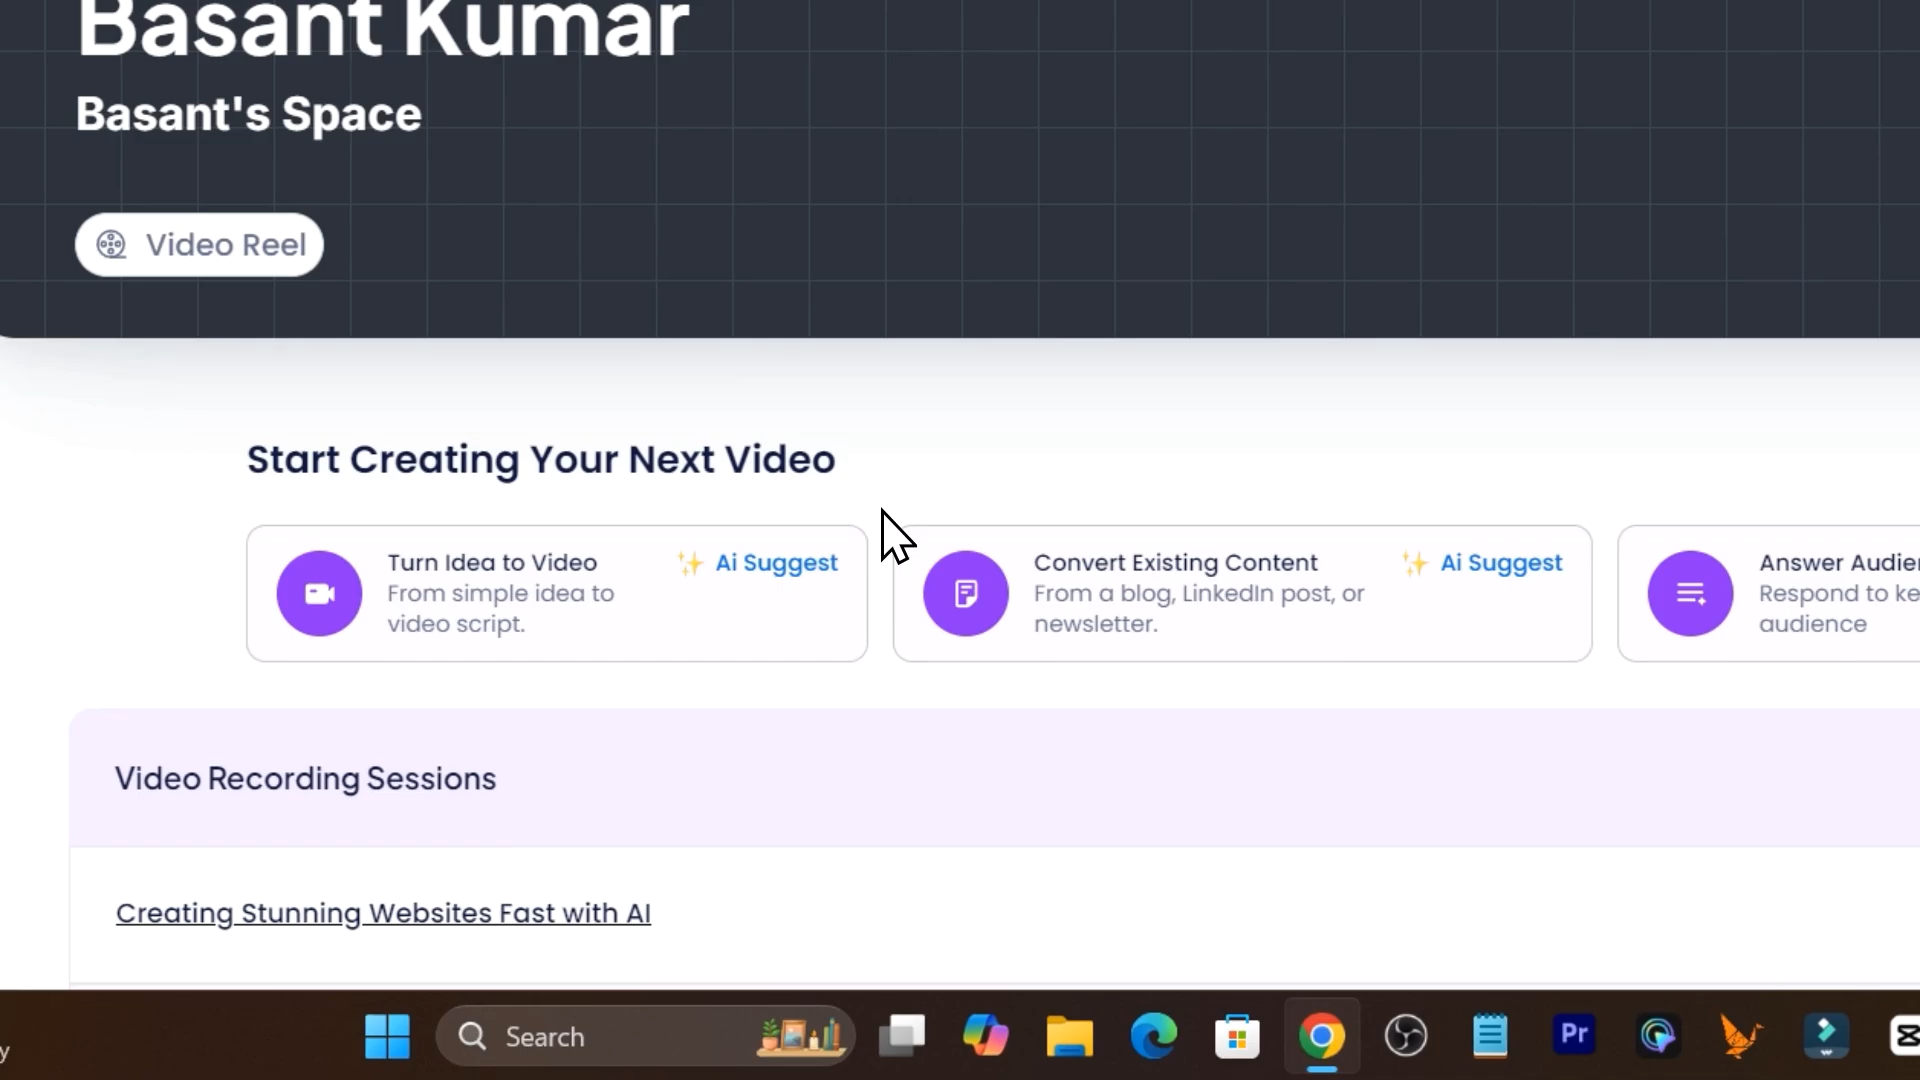 Basant Kumar
Basant's Space
Video Reel
Start Creating Your Next Video
Turn Idea to Video
Ai Suggest
From simple idea to
video script.
Convert Existing Content
Ai Suggest
From a blog, LinkedIn post, or
newsletter.
Answer Audie
Respond to ke
audience
Video Recording Sessions
Creating Stunning Websites Fast with AI
y
Search
Pr